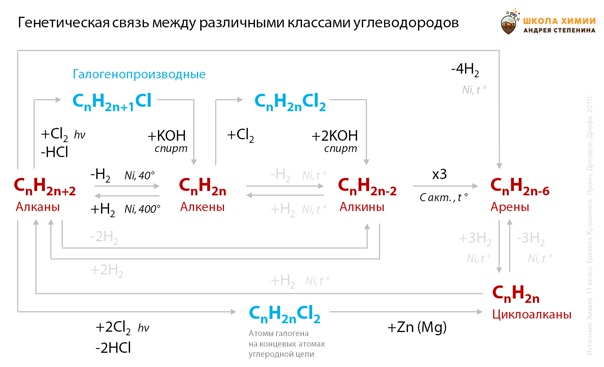 Генетическая связь между различными классами углеводородов
ШКОЛА ХИМИИ
АНДРЕЯ СТЕПЕНИНА
Галогенопроизводные
CnH2n+1Cl
CnH2nCl2
-4H2
Ni, t°
+Cl2 hv
-HCl
+KOH
спирт
+Cl2
+2KOH
спирт
CnH2n+2
Алканы
-H2 Ni, 40°
+H2 Ni, 400°
CnH2n
Алкены
-H2 Ni, t°
+H2 Ni, t°
CnH2n-2
Алкины
x3
C акт., t°
CnH2n-6
Арены
-2H2
+2H2
+3H2
Ni, t°
-3H2
Ni, t°
+H2 Ni, t°
CnH2n
Циклоалканы
+2Cl2 hv
-2HCl
CnH2nCl2
Атомы галогена
на концевых атомах
углеродной цепи
+Zn (Mg)